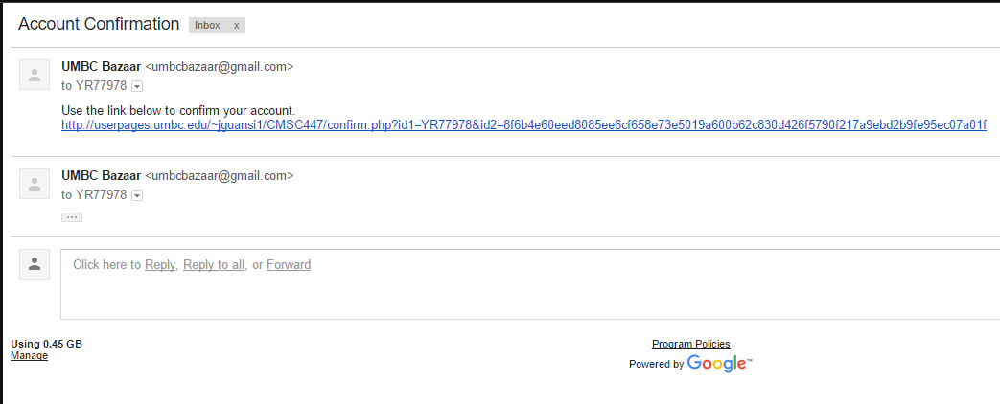 Account Confirmation Inbox x
UMBC Bazaar <umbcbazaar@gmail.com>
to YR77978
Use the link below to confirm your account.
http://userpages.umbc.edu/~jguansi1/CMSC447/confirm.php?id1=YR77978&id2=8f6b4e60eed8085ee6cf658e73e5019a600b62c830d426f5790f217a9ebd2b9fe95ec07a01f
UMBC Bazaar <umbcbazaar@gmail.com>
to YR77978
Click here to Reply, Reply to all, or Forward
Using 0.45 GB
Manage
Program Policies
Powered by Google™